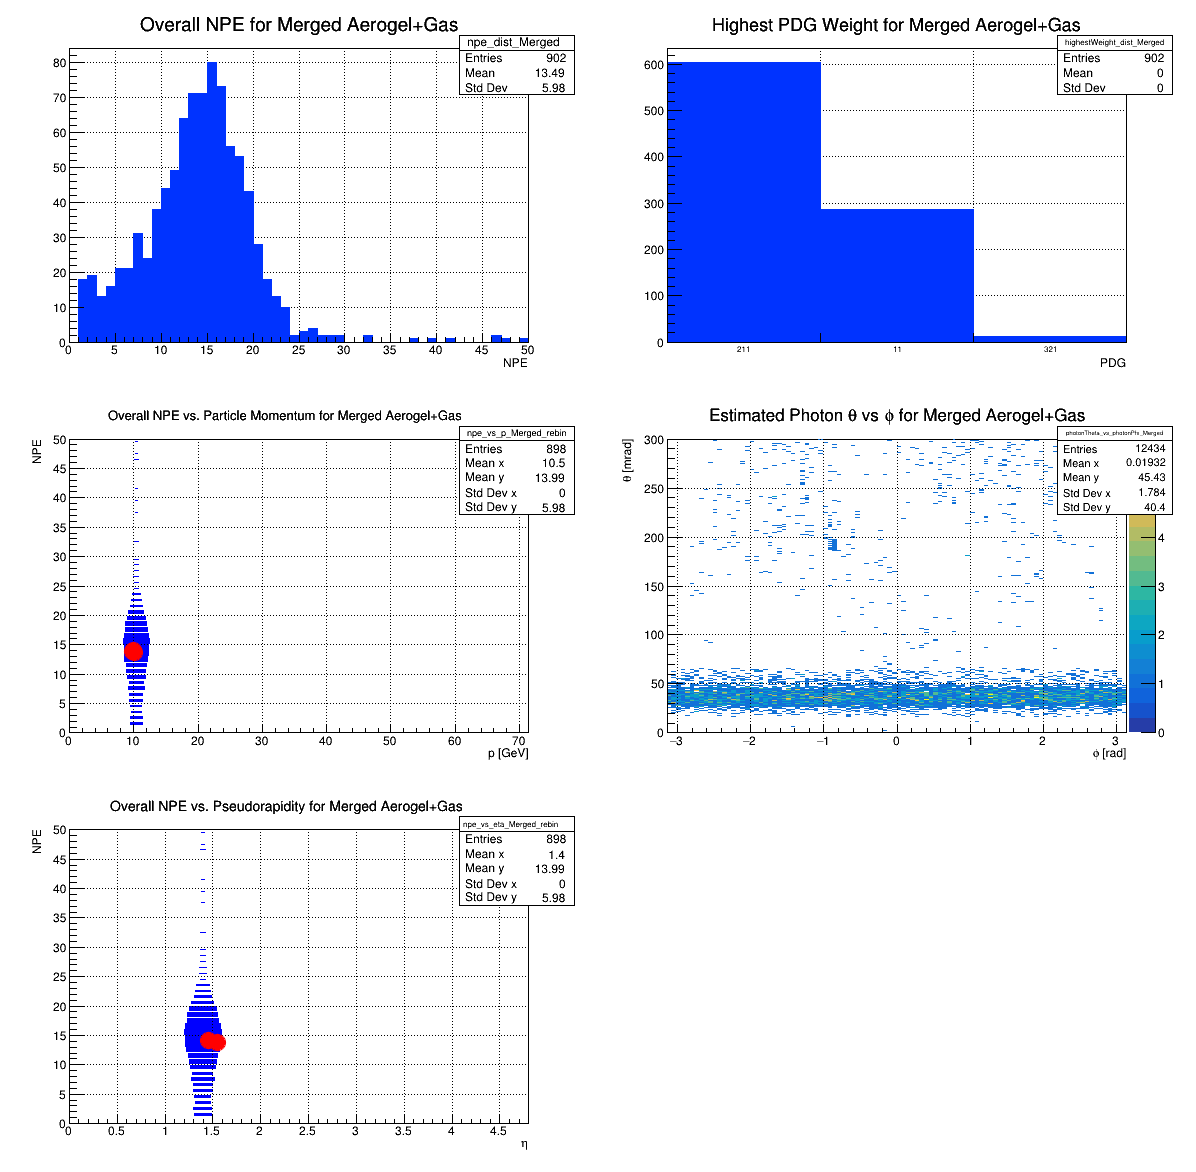 Overall NPE for Merged Aerogel+Gas
npe_dist_Merged
Entries 902
Mean 13.49
Std Dev 5.98
80
70
60
50
40
30
20
10
0
0 5 10 15 20 25 30 35 40 45 50
NPE
Highest PDG Weight for Merged Aerogel+Gas
highestWeight_dist_Merged
Entries 902
Mean 0
Std Dev 0
600
500
400
300
200
100
0
211 11 321
PDG
Overall NPE vs. Particle Momentum for Merged Aerogel+Gas
npe_vs_p_Merged_rebin
Entries 898
Mean x 10.5
Mean y 13.99
Std Dev x 0
Std Dev y 5.98
NPE
50
45
40
35
30
25
20
15
10
5
0
0 10 20 30 40 50 60 70
p [GeV]
Estimated Photon θ vs ϕ for Merged Aerogel+Gas
photonTheta_vs_photonPhi_Merged
Entries 12434
Mean x 0.01932
Mean y 45.43
Std Dev x 1.784
Std Dev y 40.4
θ [mrad]
300
250
200
150
100
50
0
−3 −2 −1 0 1 2 3
ϕ [rad]
4
3
2
1
0
Overall NPE vs. Pseudorapidity for Merged Aerogel+Gas
npe_vs_eta_Merged_rebin
Entries 898
Mean x 1.4
Mean y 13.99
Std Dev x 0
Std Dev y 5.98
NPE
50
45
40
35
30
25
20
15
10
5
0
0 0.5 1 1.5 2 2.5 3 3.5 4 4.5
η